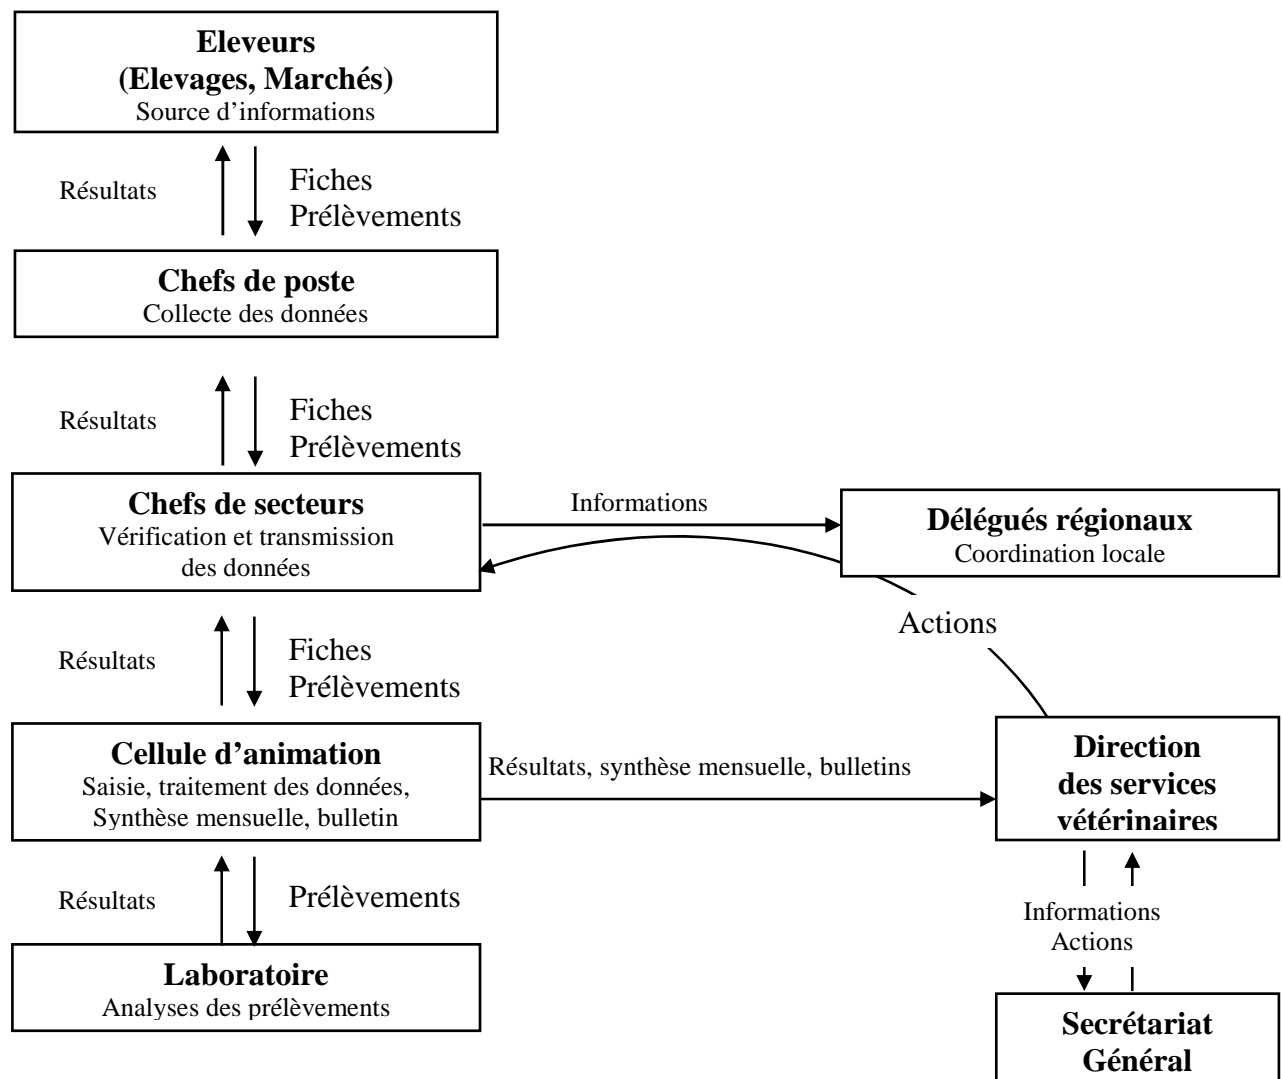 Eleveurs
(Elevages, Marchés)
Source d'informations
Résultats
Fiches
Prélèvements
Chefs de poste
Collecte des données
Résultats
Fiches
Prélèvements
Chefs de secteurs
Vérification et transmission
des données
Informations
Délégués régionaux
Coordination locale
Actions
Résultats
Fiches
Prélèvements
Cellule d'animation
Saisie, traitement des données,
Synthèse mensuelle, bulletin
Résultats, synthèse mensuelle, bulletins
Direction
des services
vétérinaires
Résultats
Prélèvements
Informations
Actions
Laboratoire
Analyses des prélèvements
Secrétariat
Général